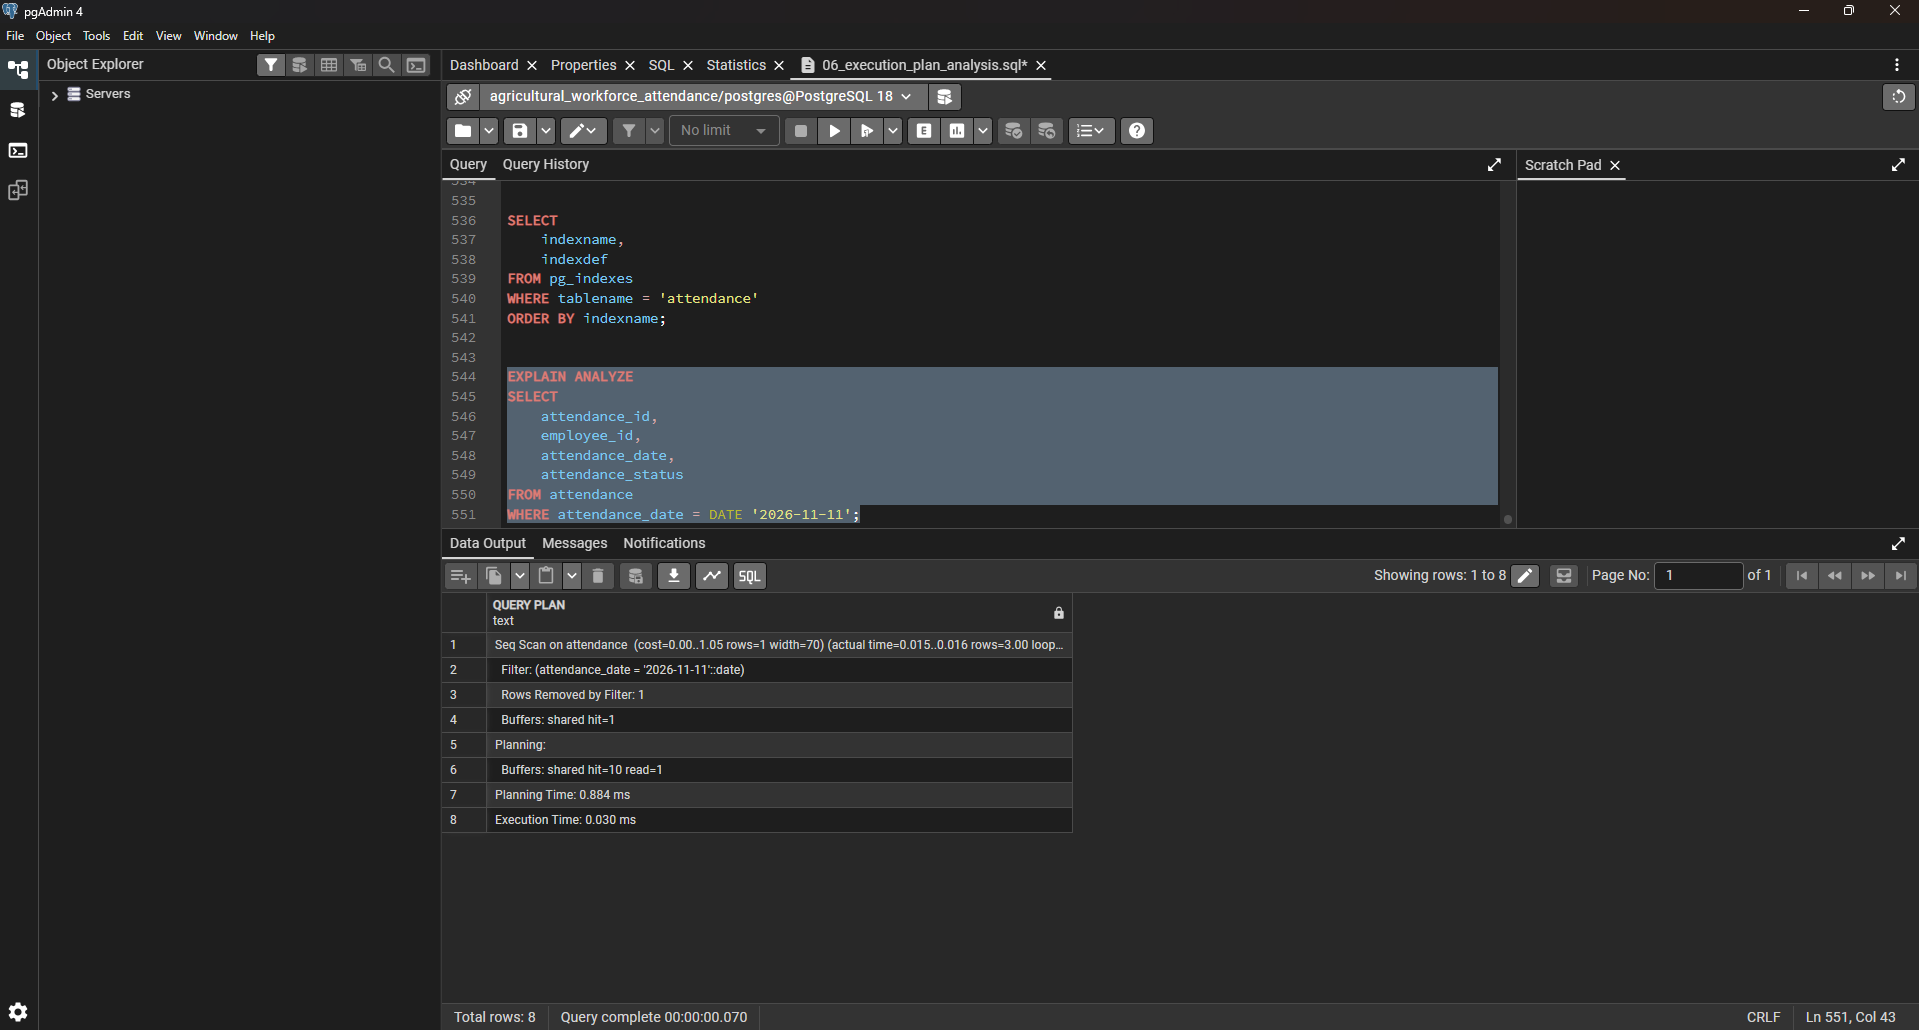 pgAdmin 4
File Object Tools Edit View Window Help
Object Explorer
Servers
Dashboard Properties SQL Statistics 06_execution_plan_analysis.sql*
agricultural_workforce_attendance/postgres@PostgreSQL 18
No limit E
Query Query History
Scratch Pad
534
535
536 SELECT
537 indexname,
538 indexdef
539 FROM pg_indexes
540 WHERE tablename = 'attendance'
541 ORDER BY indexname;
542
543
544 EXPLAIN ANALYZE
545 SELECT
546 attendance_id,
547 employee_id,
548 attendance_date,
549 attendance_status
550 FROM attendance
551 WHERE attendance_date = DATE '2026-11-11';
Data Output Messages Notifications
SQL Showing rows: 1 to 8 Page No: 1 of 1
QUERY PLAN
text
1 Seq Scan on attendance (cost=0.00..1.05 rows=1 width=70) (actual time=0.015..0.016 rows=3.00 loop...
2 Filter: (attendance_date = '2026-11-11'::date)
3 Rows Removed by Filter: 1
4 Buffers: shared hit=1
5 Planning:
6 Buffers: shared hit=10 read=1
7 Planning Time: 0.884 ms
8 Execution Time: 0.030 ms
Total rows: 8 Query complete 00:00:00.070 CRLF Ln 551, Col 43